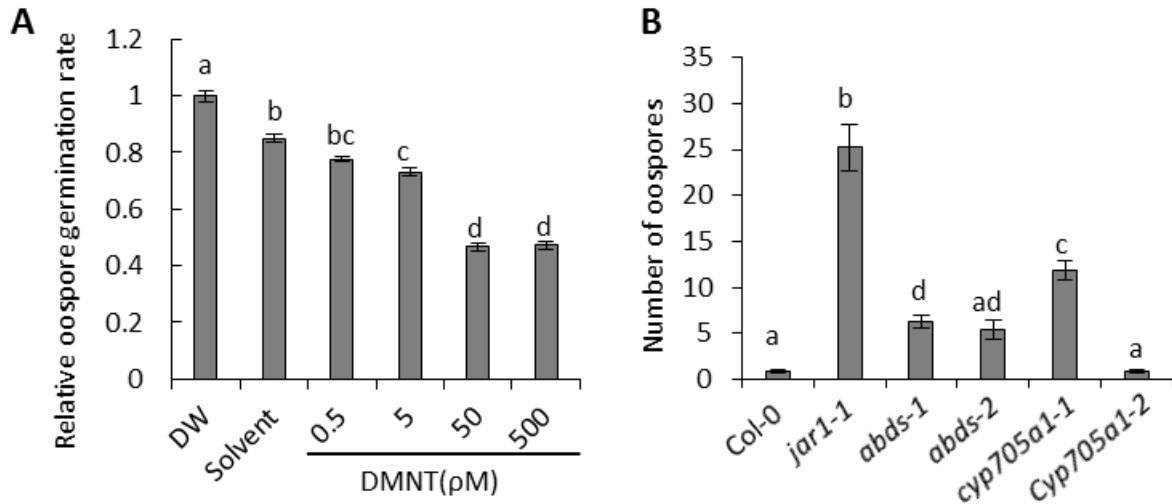 A
Relative oospore germination rate
1.2
1
0.8
0.6
0.4
0.2
0
a
b
bc
c
d
d
DW
Solvent
0.5
5
50
500
DMNT(ρM)
B
Number of oospores
35
30
25
20
15
10
5
0
a
b
d
ad
c
a
Col-0
jar1-1
abds-1
abds-2
cyp705a1-1
Cyp705a1-2